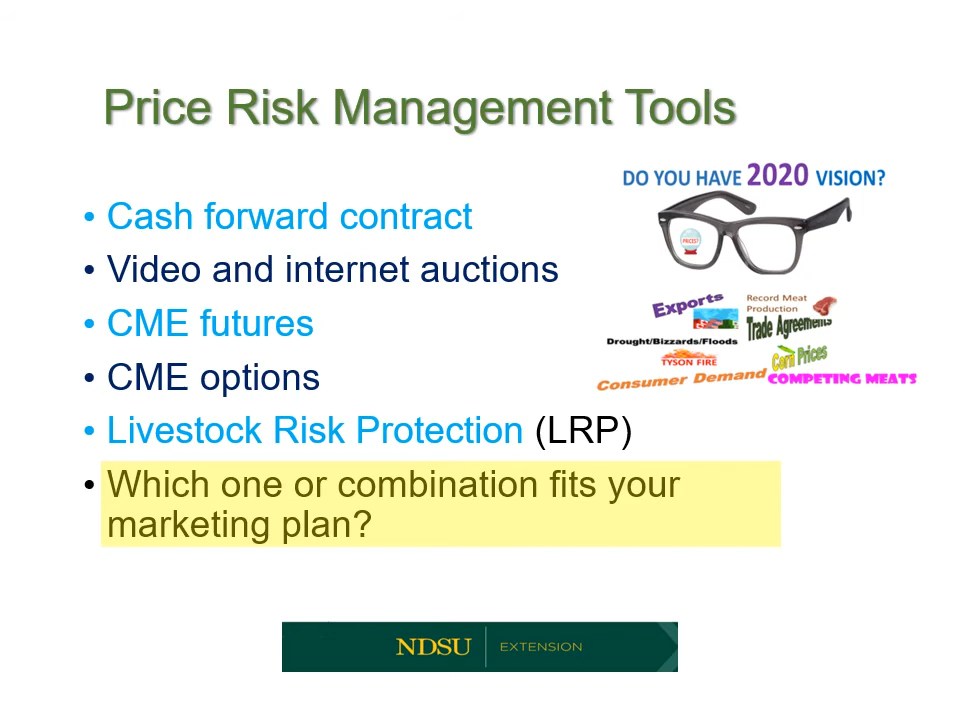 Price Risk Management Tools
DO YOU HAVE 2020 VISION?
PRICES?
• Cash forward contract
• Video and internet auctions
• CME futures
• CME options
• Livestock Risk Protection (LRP)
• Which one or combination fits your
marketing plan?
Exports
Record Meat
Production
Trade Agreements
Drought/Bizzards/Floods
TYSON FIRE
Corn Prices
Consumer Demand
COMPETING MEATS
NDSU EXTENSION